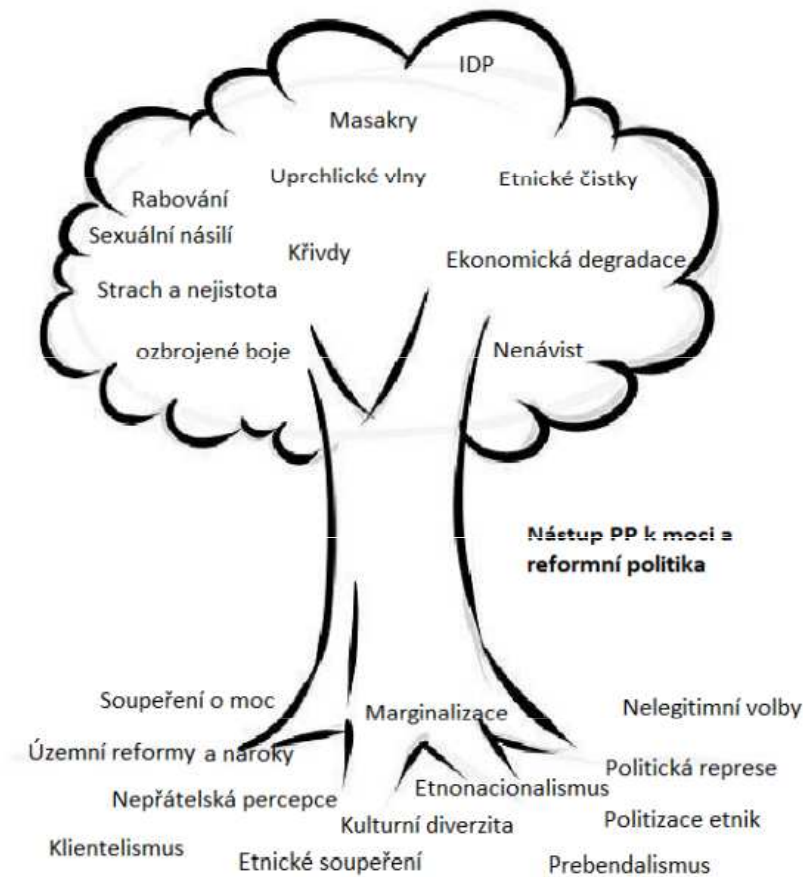 IDP
Masakry
Uprchlické vlny
Etnické čistky
Rabování
Sexuální násilí
Křivdy
Ekonomická degradace
Strach a nejistota
ozbrojené boje
Nenávist
Nástup PP k moci a
reformní politika
Soupeření o moc
Marginalizace
Nelegitimní volby
Územní reformy a nároky
Politická represe
Etnonacionalismus
Nepřátelská percepce
Kulturní diverzita
Politizace etnik
Klientelismus
Etnické soupeření
Prebendalismus